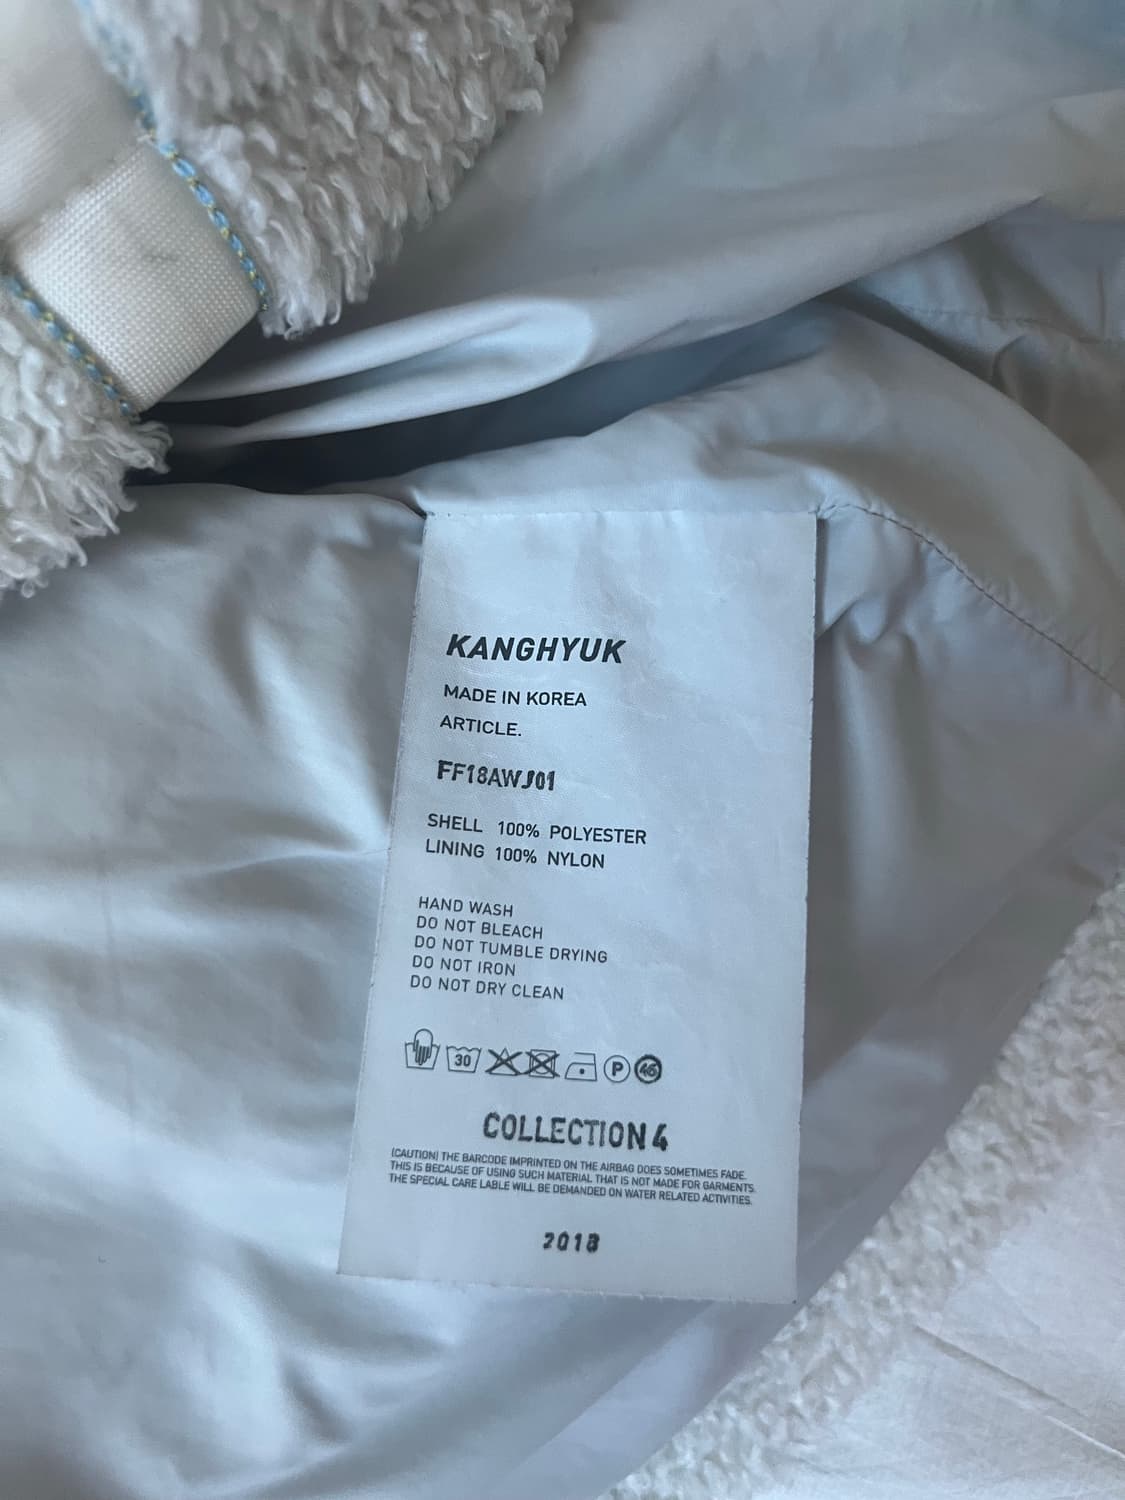 KANGHYUK
MADE IN KOREA
ARTICLE.
FF18AWJ01
SHELL 100% POLYESTER
LINING 100% NYLON
HAND WASH
DO NOT BLEACH
DO NOT TUMBLE DRYING
DO NOT IRON
DO NOT DRY CLEAN
30 P 46
COLLECTION 4
(CAUTION) THE BARCODE IMPRINTED ON THE AIRBAG DOES SOMETIMES FADE.
THIS IS BECAUSE OF USING SUCH MATERIAL THAT IS NOT MADE FOR GARMENTS.
THE SPECIAL CARE LABLE WILL BE DEMANDED ON WATER RELATED ACTIVITIES.
2018